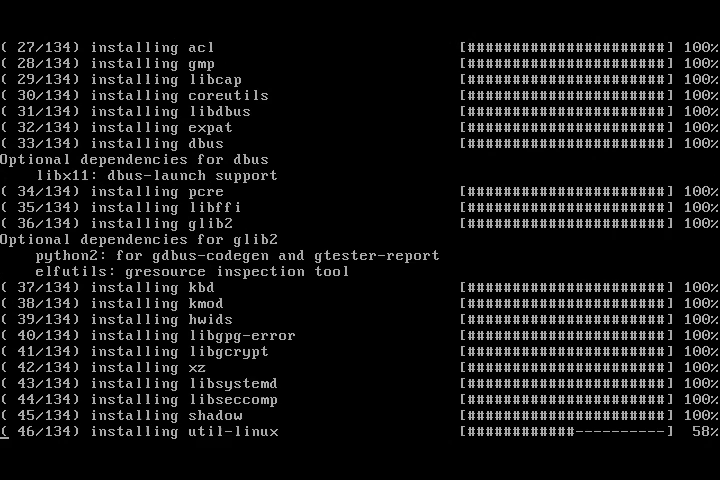 ( 27/134) installing acl                           [######################] 100%
( 28/134) installing gmp                           [######################] 100%
( 29/134) installing libcap                        [######################] 100%
( 30/134) installing coreutils                     [######################] 100%
( 31/134) installing libdbus                       [######################] 100%
( 32/134) installing expat                         [######################] 100%
( 33/134) installing dbus                          [######################] 100%
Optional dependencies for dbus
    libx11: dbus-launch support
( 34/134) installing pcre                          [######################] 100%
( 35/134) installing libffi                        [######################] 100%
( 36/134) installing glib2                         [######################] 100%
Optional dependencies for glib2
    python2: for gdbus-codegen and gtester-report
    elfutils: gresource inspection tool
( 37/134) installing kbd                           [######################] 100%
( 38/134) installing kmod                          [######################] 100%
( 39/134) installing hwids                         [######################] 100%
( 40/134) installing libgpg-error                  [######################] 100%
( 41/134) installing libgcrypt                     [######################] 100%
( 42/134) installing xz                            [######################] 100%
( 43/134) installing libsystemd                    [######################] 100%
( 44/134) installing libseccomp                    [######################] 100%
( 45/134) installing shadow                        [######################] 100%
( 46/134) installing util-linux                    [############----------]  58%